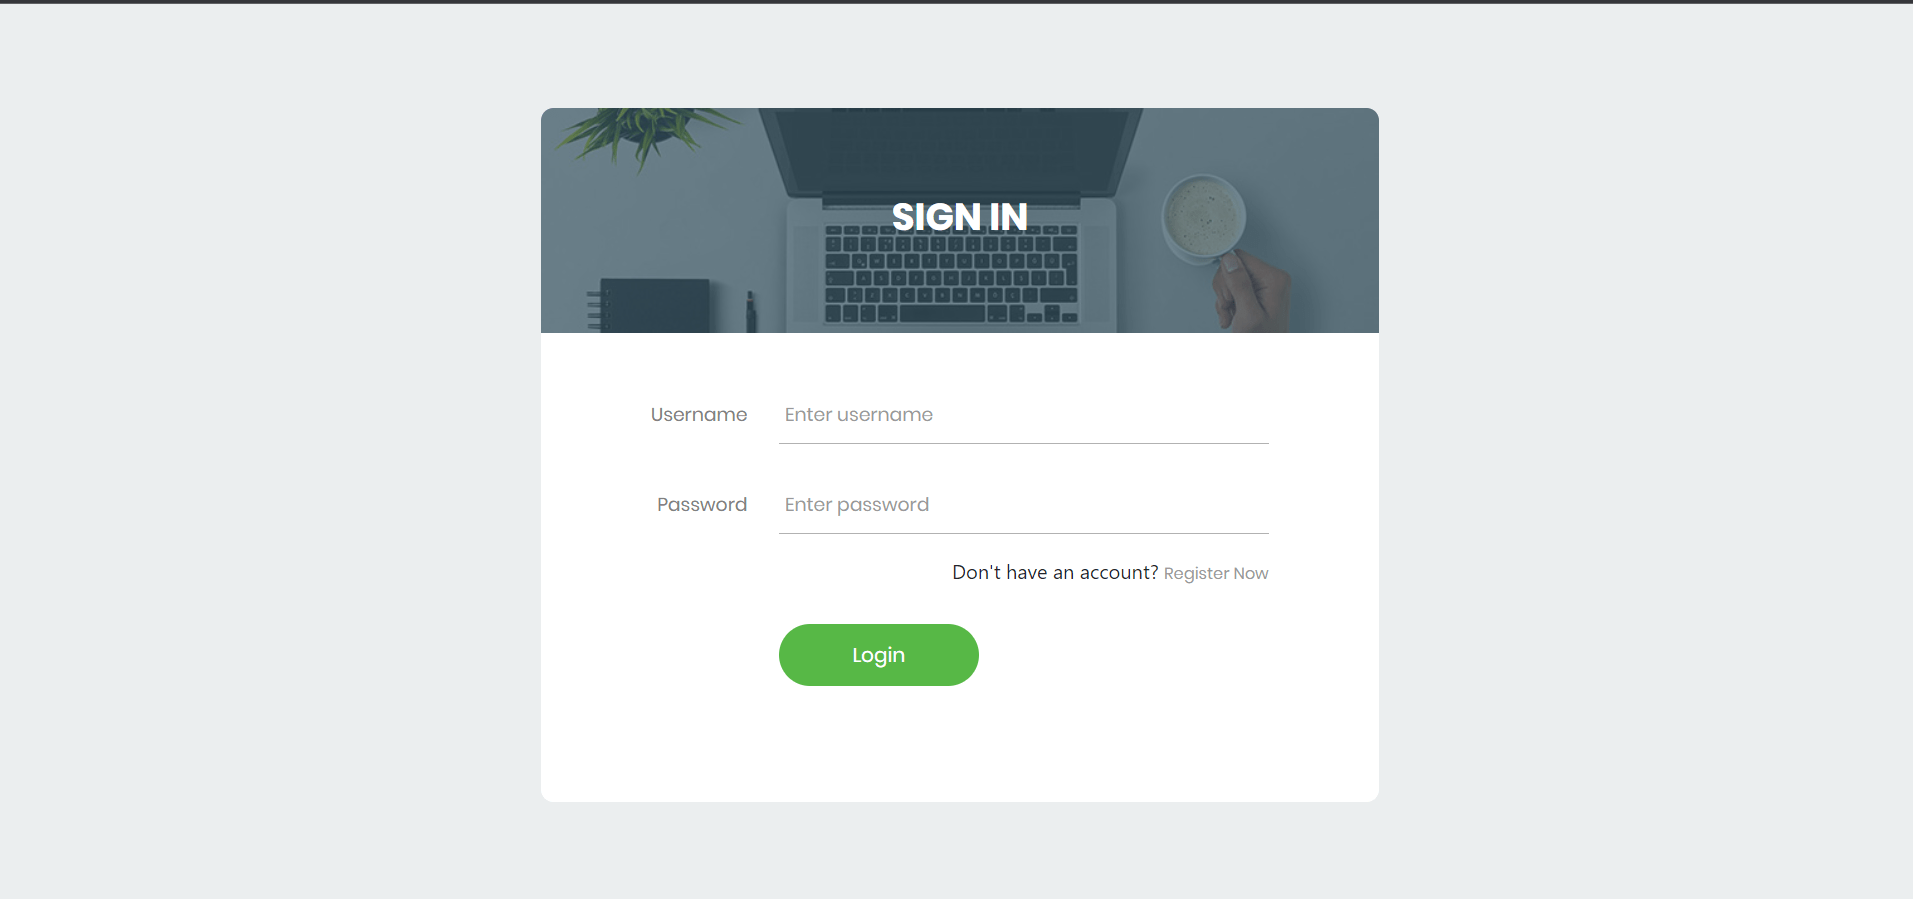 SIGN IN
Username Enter username
Password Enter password
Don't have an account? Register Now
Login